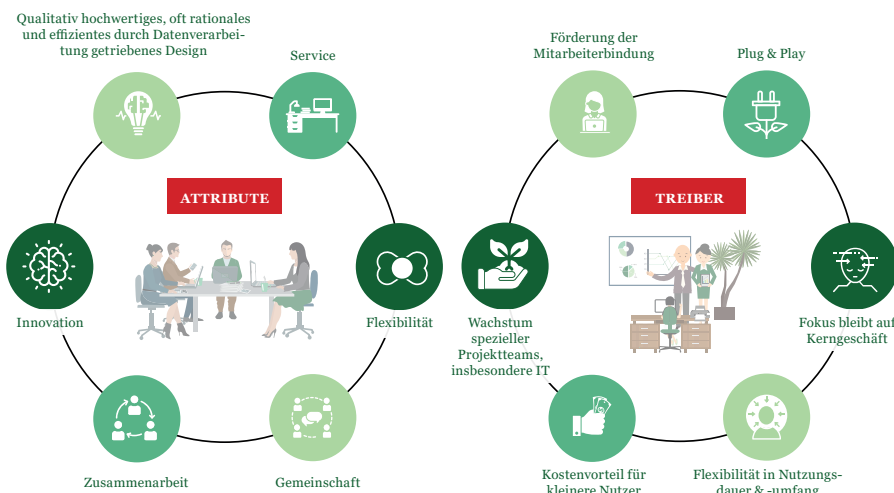 Qualitativ hochwertiges, oft rationales
und effizientes durch Datenverarbei-
tung getriebenes Design
Service
ATTRIBUTE
Innovation
Flexibilität
Zusammenarbeit
Gemeinschaft
Förderung der
Mitarbeiterbindung
Plug & Play
TREIBER
Wachstum
spezieller
Projektteams,
insbesondere IT
Fokus bleibt auf
Kerngeschäft
Kostenvorteil für
kleinere Nutzer
Flexibilität in Nutzungs-
dauer & -umfang